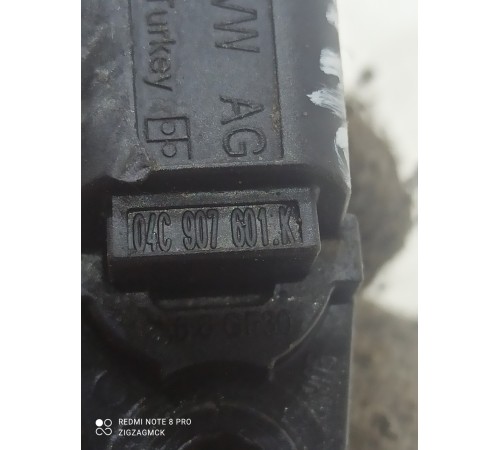 VW AG
Turkey
04C 907 601.K
REDMI NOTE 8 PRO
ZIGZAGMCK